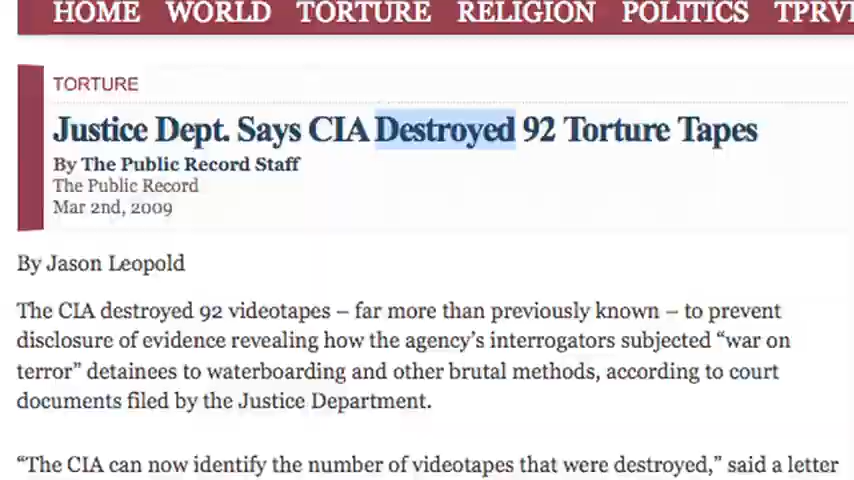 HOME WORLD TORTURE RELIGION POLITICS
TORTURE
Justice Dept. Says CIA Destroyed 92 Torture Tapes
By The Public Record Staff
The Public Record
Mar 2nd, 2009
By Jason Leopold
The CIA destroyed 92 videotapes – far more than previously known – to prevent
disclosure of evidence revealing how the agency’s interrogators subjected “war on
terror” detainees to waterboarding and other brutal methods, according to court
documents filed by the Justice Department.
“The CIA can now identify the number of videotapes that were destroyed,” said a letter